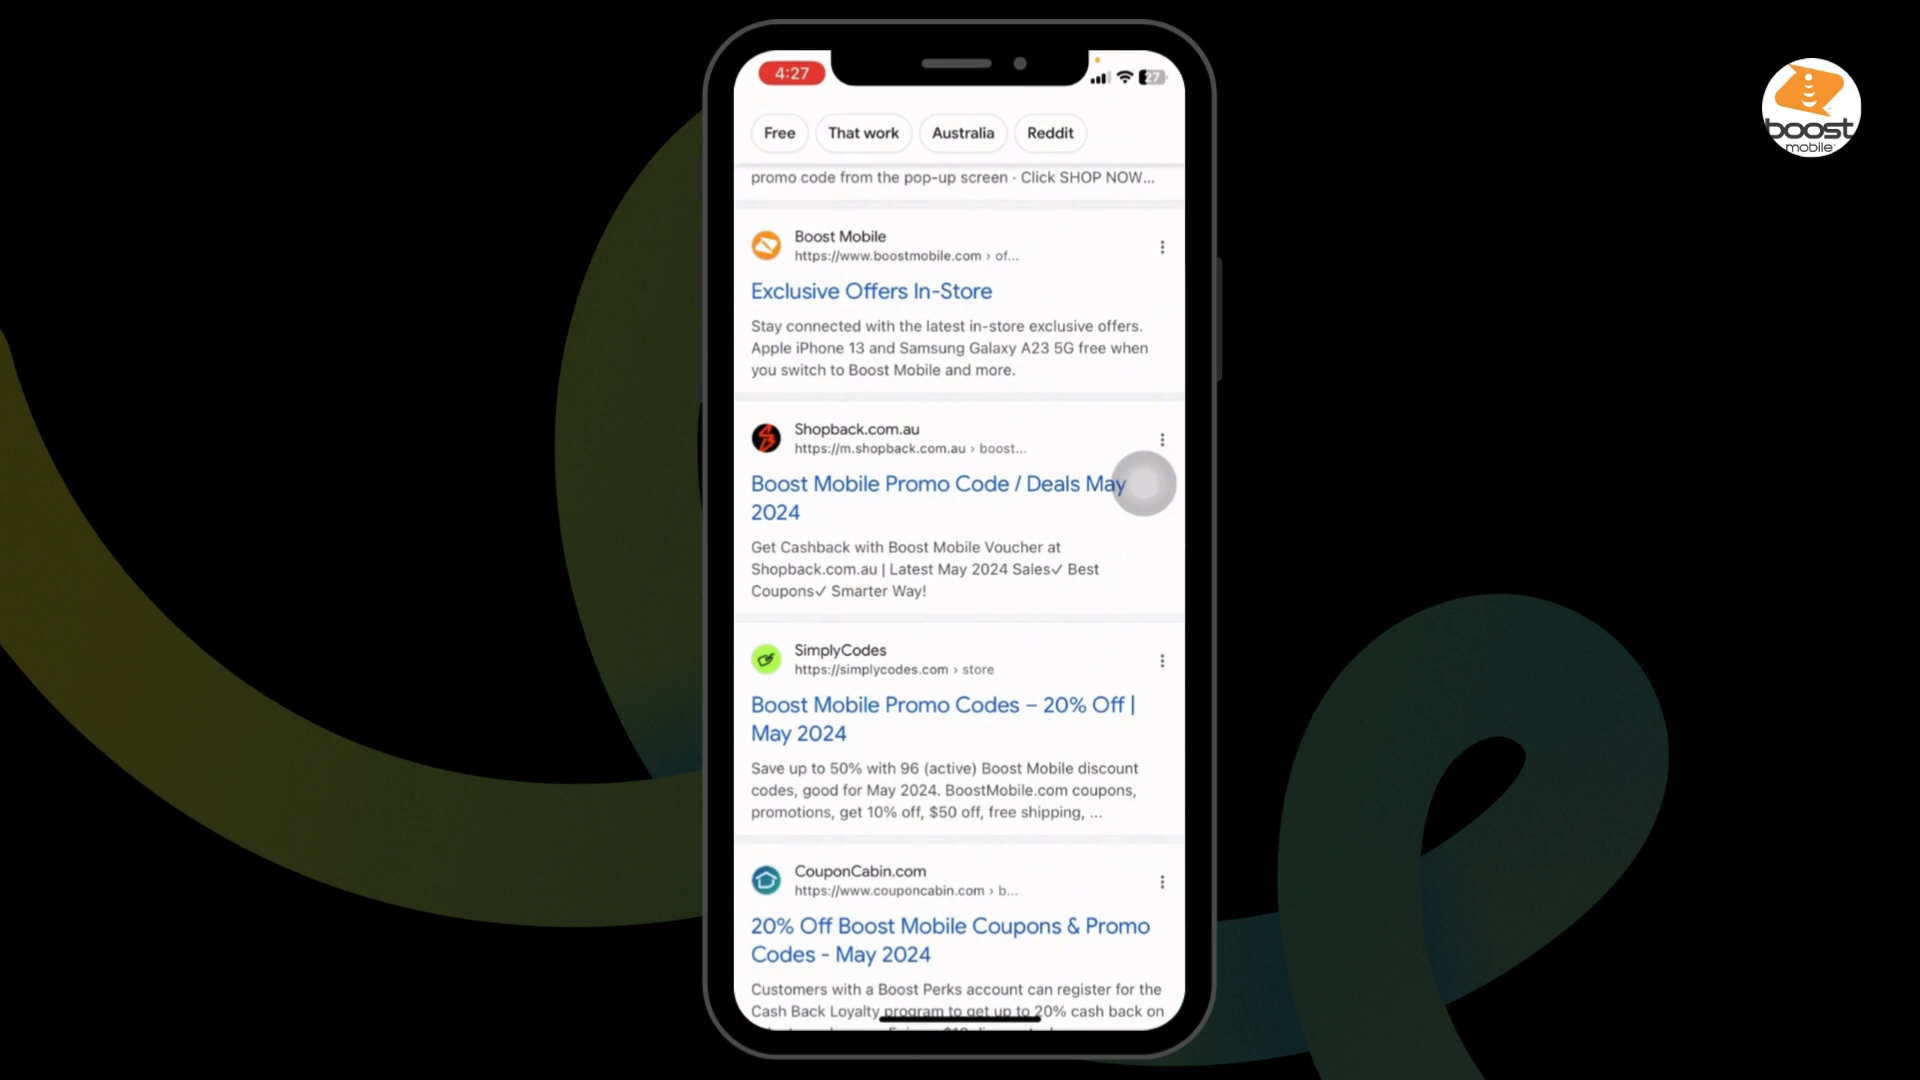 4:27
27
boost
mobile
Free
That work
Australia
Reddit
promo code from the pop-up screen · Click SHOP NOW...
Boost Mobile
https://www.boostmobile.com › of...
Exclusive Offers In-Store
Stay connected with the latest in-store exclusive offers.
Apple iPhone 13 and Samsung Galaxy A23 5G free when
you switch to Boost Mobile and more.
Shopback.com.au
https://m.shopback.com.au › boost...
Boost Mobile Promo Code / Deals May
2024
Get Cashback with Boost Mobile Voucher at
Shopback.com.au | Latest May 2024 Sales✓ Best
Coupons✓ Smarter Way!
SimplyCodes
https://simplycodes.com › store
Boost Mobile Promo Codes – 20% Off |
May 2024
Save up to 50% with 96 (active) Boost Mobile discount
codes, good for May 2024. BoostMobile.com coupons,
promotions, get 10% off, $50 off, free shipping, ...
CouponCabin.com
https://www.couponcabin.com › b...
20% Off Boost Mobile Coupons & Promo
Codes - May 2024
Customers with a Boost Perks account can register for the
Cash Back Loyalty program to get up to 20% cash back on